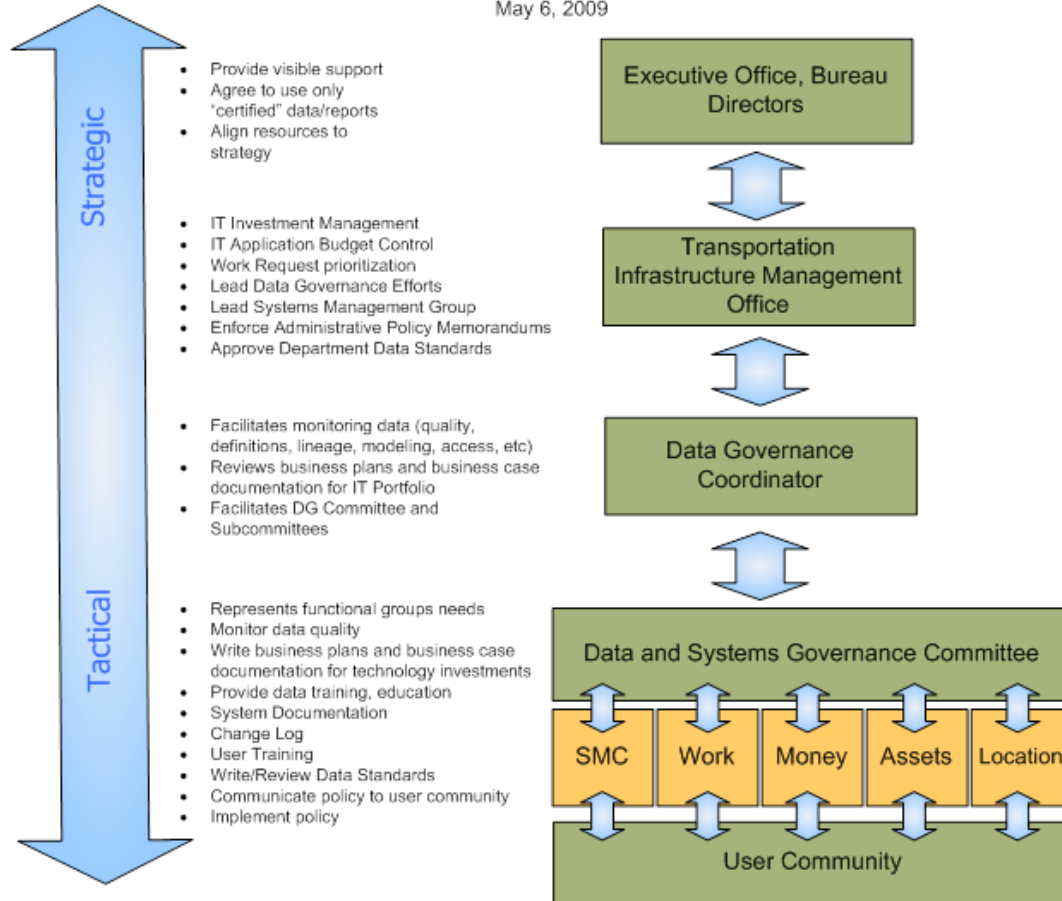 May 6, 2009
Strategic
• Provide visible support
• Agree to use only
"certified" data/reports
• Align resources to
strategy
Executive Office, Bureau
Directors
• IT Investment Management
• IT Application Budget Control
• Work Request prioritization
• Lead Data Governance Efforts
• Lead Systems Management Group
• Enforce Administrative Policy Memorandums
• Approve Department Data Standards
Transportation
Infrastructure Management
Office
• Facilitates monitoring data (quality,
definitions, lineage, modeling, access, etc)
• Reviews business plans and business case
documentation for IT Portfolio
• Facilitates DG Committee and
Subcommittees
Data Governance
Coordinator
Tactical
• Represents functional groups needs
• Monitor data quality
• Write business plans and business case
documentation for technology investments
• Provide data training, education
• System Documentation
• Change Log
• User Training
• Write/Review Data Standards
• Communicate policy to user community
• Implement policy
Data and Systems Governance Committee
SMC Work Money Assets Location
User Community